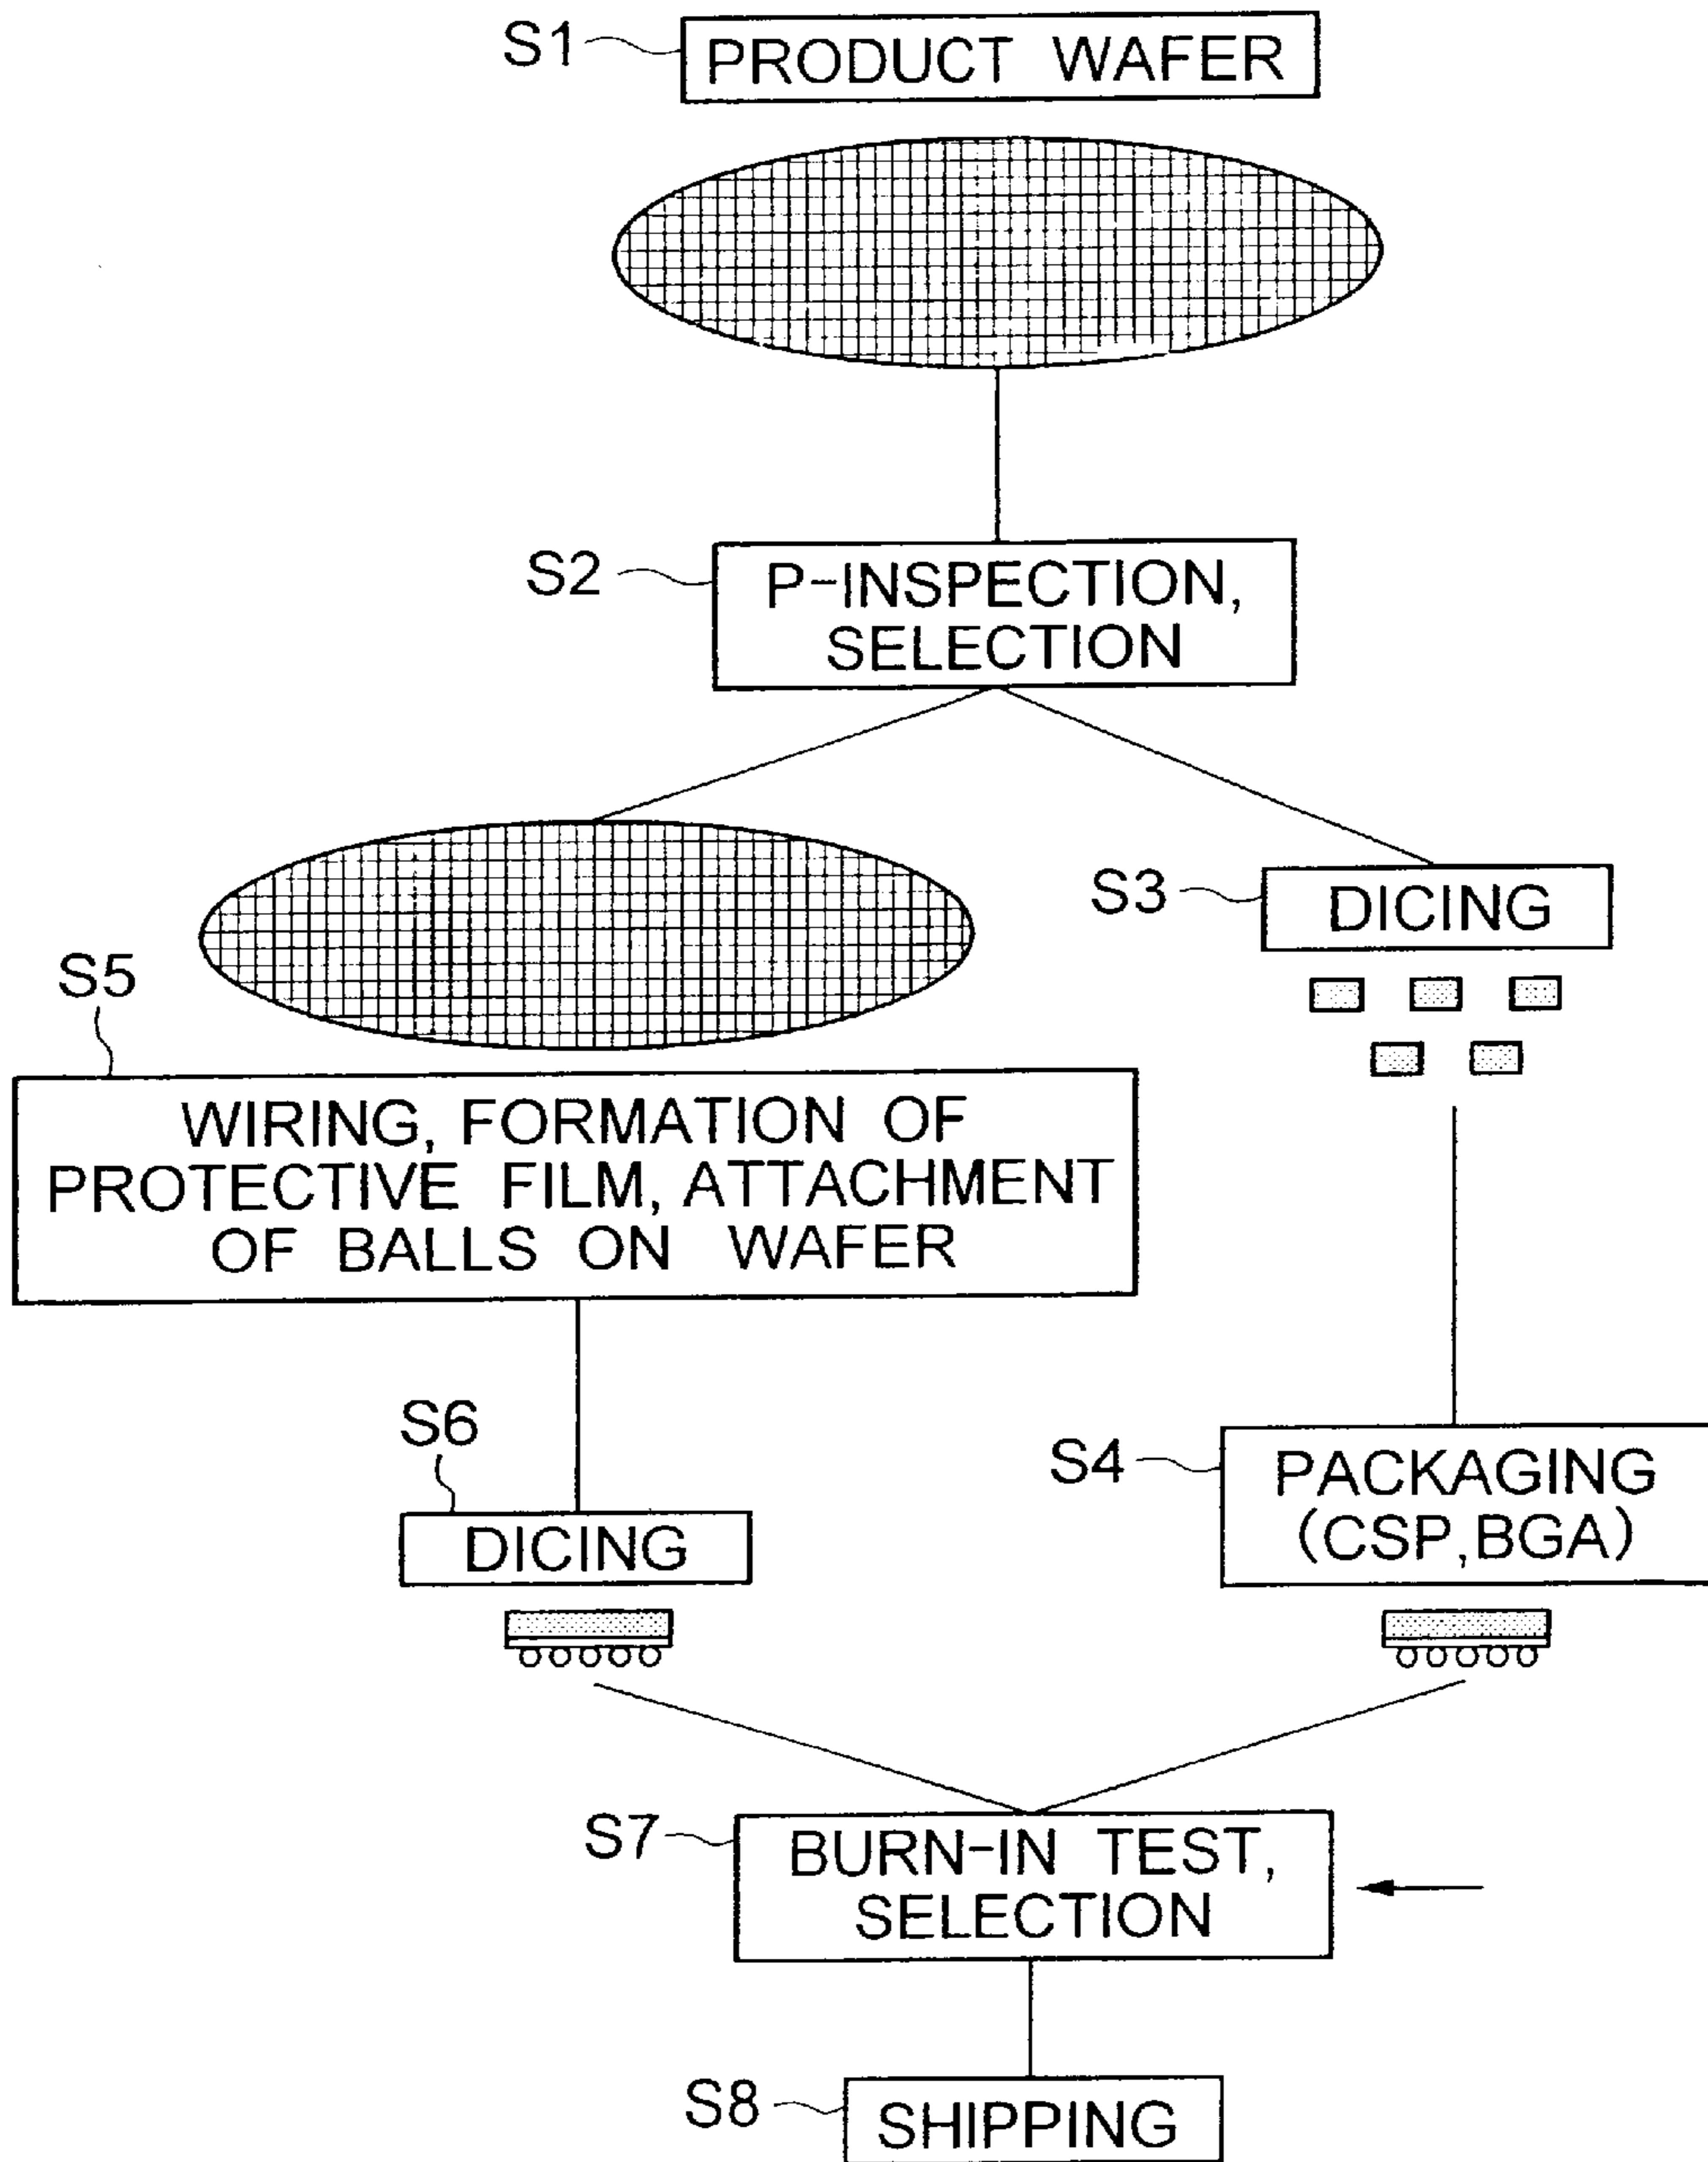 S1
PRODUCT WAFER
S2
P-INSPECTION,
SELECTION
S3
DICING
S5
WIRING, FORMATION OF
PROTECTIVE FILM, ATTACHMENT
OF BALLS ON WAFER
S6
DICING
S4
PACKAGING
(CSP,BGA)
S7
BURN-IN TEST,
SELECTION
S8
SHIPPING